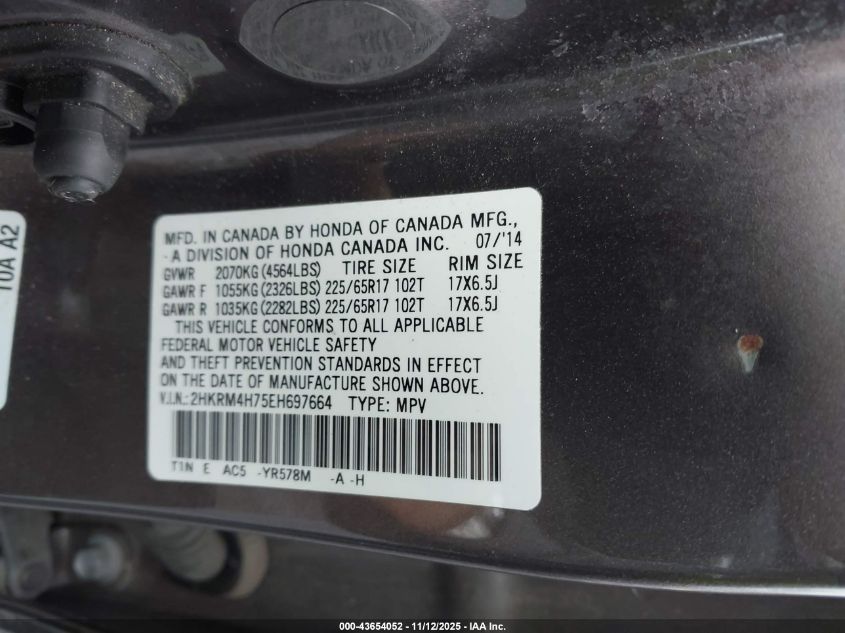 MFD. IN CANADA BY HONDA OF CANADA MFG.,
A DIVISION OF HONDA CANADA INC. 07/'14
GVWR 2070KG (4564LBS) TIRE SIZE RIM SIZE
GAWR F 1055KG (2326LBS) 225/65R17 102T 17X6.5J
GAWR R 1035KG (2282LBS) 225/65R17 102T 17X6.5J
THIS VEHICLE CONFORMS TO ALL APPLICABLE
FEDERAL MOTOR VEHICLE SAFETY
AND THEFT PREVENTION STANDARDS IN EFFECT
ON THE DATE OF MANUFACTURE SHOWN ABOVE.
V.I.N.: 2HKRM4H75EH697664 TYPE: MPV
T1N E AC5 -YR578M -A -H
TOA A2
000-43654052 - 11/12/2025 - IAA Inc.